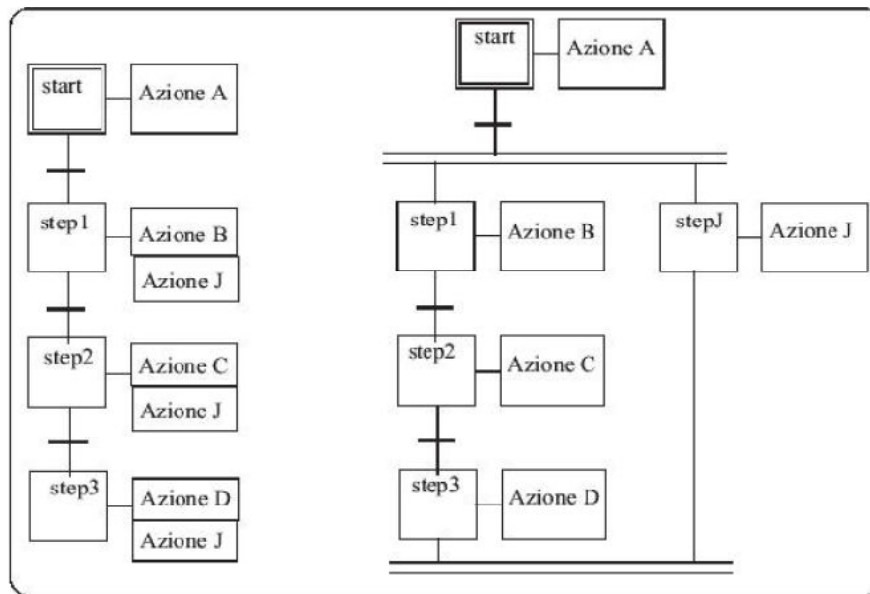 start
Azione A
step1
Azione B
Azione J
step2
Azione C
Azione J
step3
Azione D
Azione J
start
Azione A
step1
Azione B
stepJ
Azione J
step2
Azione C
step3
Azione D